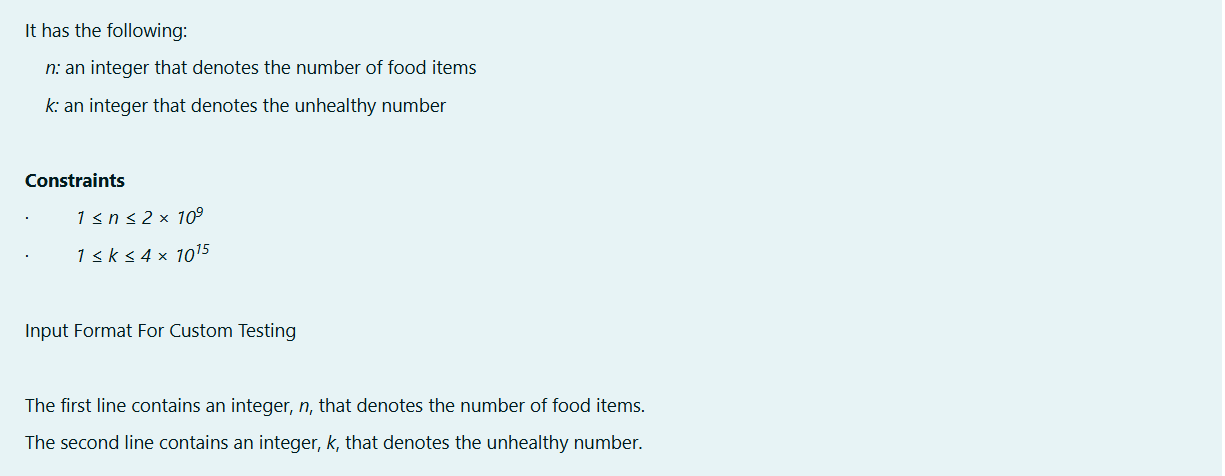 It has the following:
n: an integer that denotes the number of food items
k: an integer that denotes the unhealthy number
Constraints
· 1 ≤ n ≤ 2 × 10⁹
· 1 ≤ k ≤ 4 × 10¹⁵
Input Format For Custom Testing
The first line contains an integer, n, that denotes the number of food items.
The second line contains an integer, k, that denotes the unhealthy number.